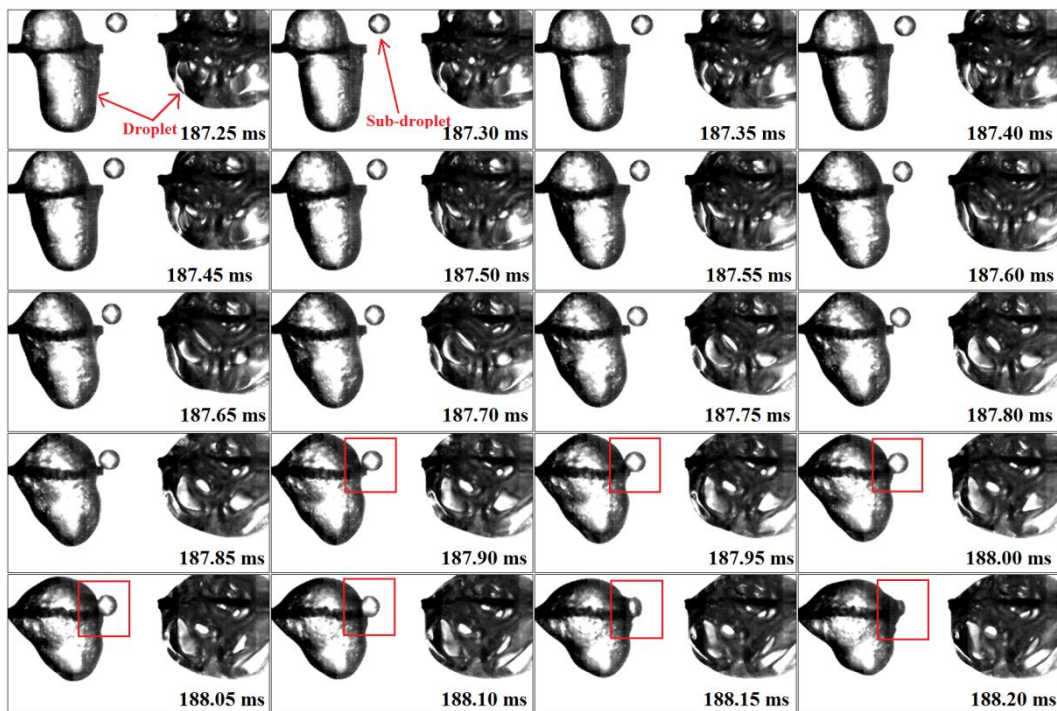 Droplet
187.25 ms
Sub-droplet
187.30 ms
187.35 ms
187.40 ms
187.45 ms
187.50 ms
187.55 ms
187.60 ms
187.65 ms
187.70 ms
187.75 ms
187.80 ms
187.85 ms
187.90 ms
187.95 ms
188.00 ms
188.05 ms
188.10 ms
188.15 ms
188.20 ms